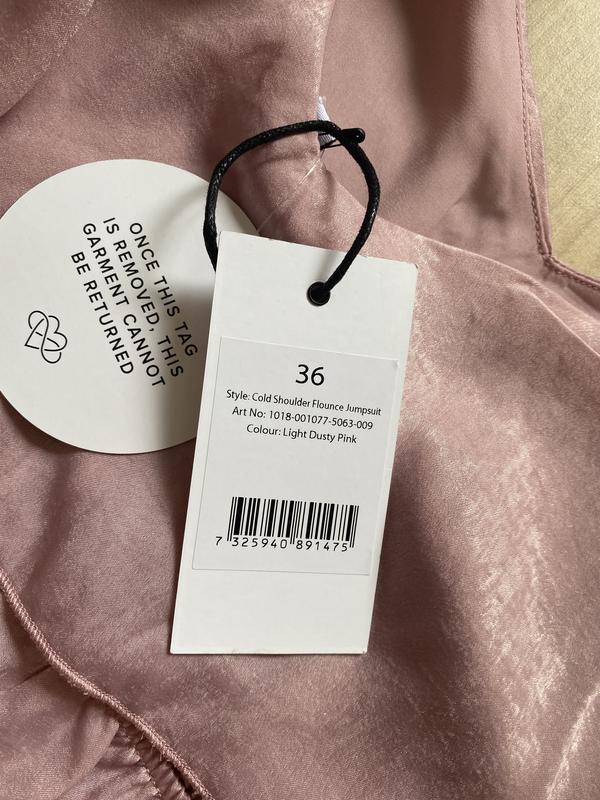 ONCE THIS TAG
IS REMOVED, THIS
GARMENT CANNOT
BE RETURNED
36
Style: Cold Shoulder Flounce Jumpsuit
Art No: 1018-001077-5063-009
Colour: Light Dusty Pink
7 325940 891475